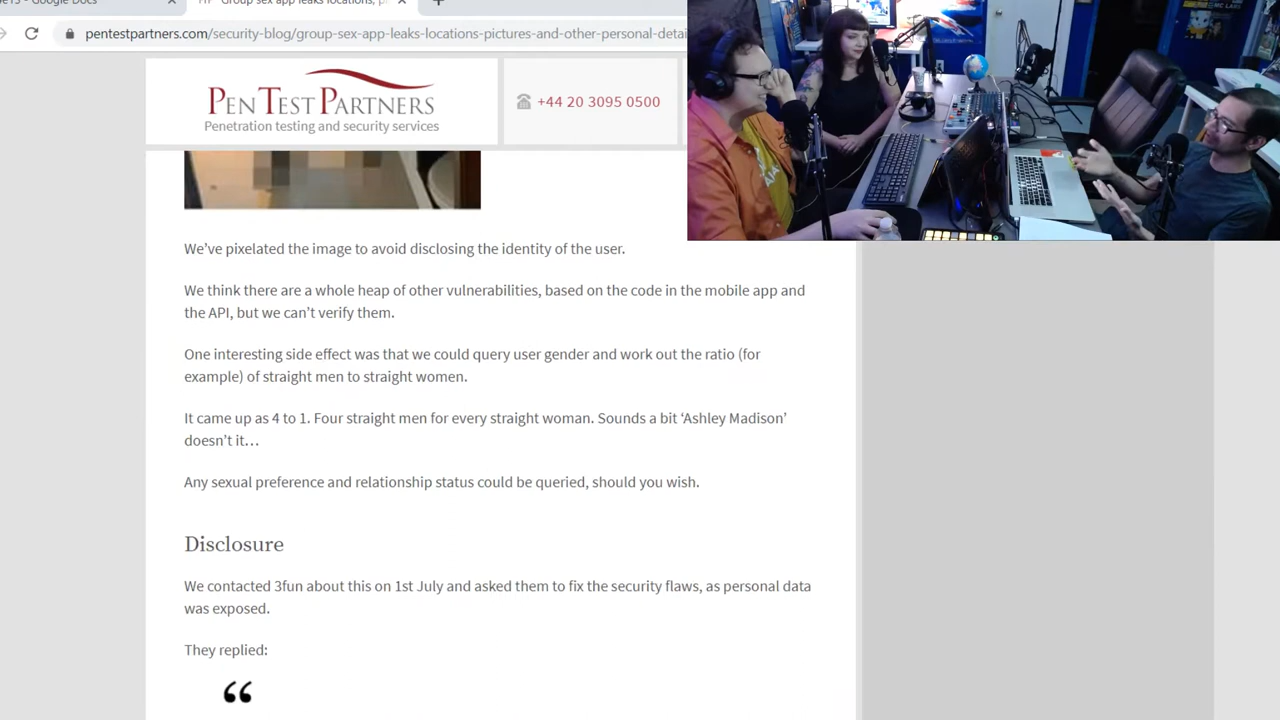 e13 - Google Docs
Group sex app leaks locations, p
pentestpartners.com/security-blog/group-sex-app-leaks-locations-pictures-and-other-personal-detai
PEN TEST PARTNERS
Penetration testing and security services
+44 20 3095 0500
We’ve pixelated the image to avoid disclosing the identity of the user.
We think there are a whole heap of other vulnerabilities, based on the code in the mobile app and
the API, but we can’t verify them.
One interesting side effect was that we could query user gender and work out the ratio (for
example) of straight men to straight women.
It came up as 4 to 1. Four straight men for every straight woman. Sounds a bit ‘Ashley Madison’
doesn’t it…
Any sexual preference and relationship status could be queried, should you wish.
Disclosure
We contacted 3fun about this on 1st July and asked them to fix the security flaws, as personal data
was exposed.
They replied:
“